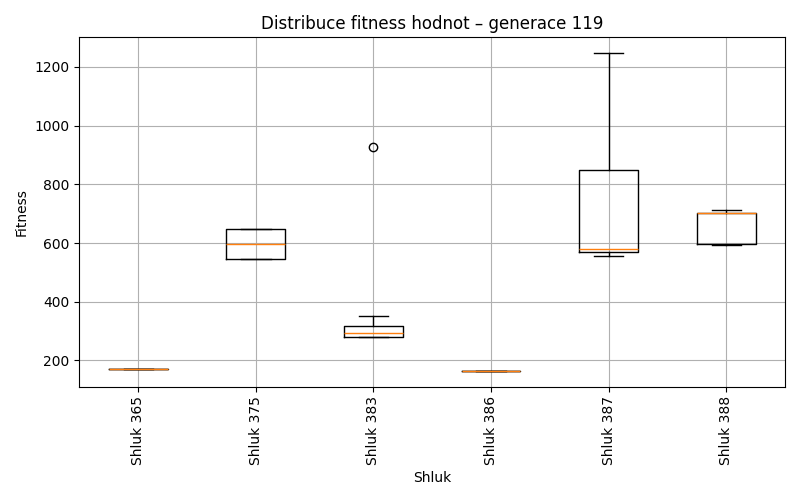 Distribuce fitness hodnot – generace 119
Fitness
1200
1000
800
600
400
200
Shluk 365
Shluk 375
Shluk 383
Shluk 386
Shluk 387
Shluk 388
Shluk